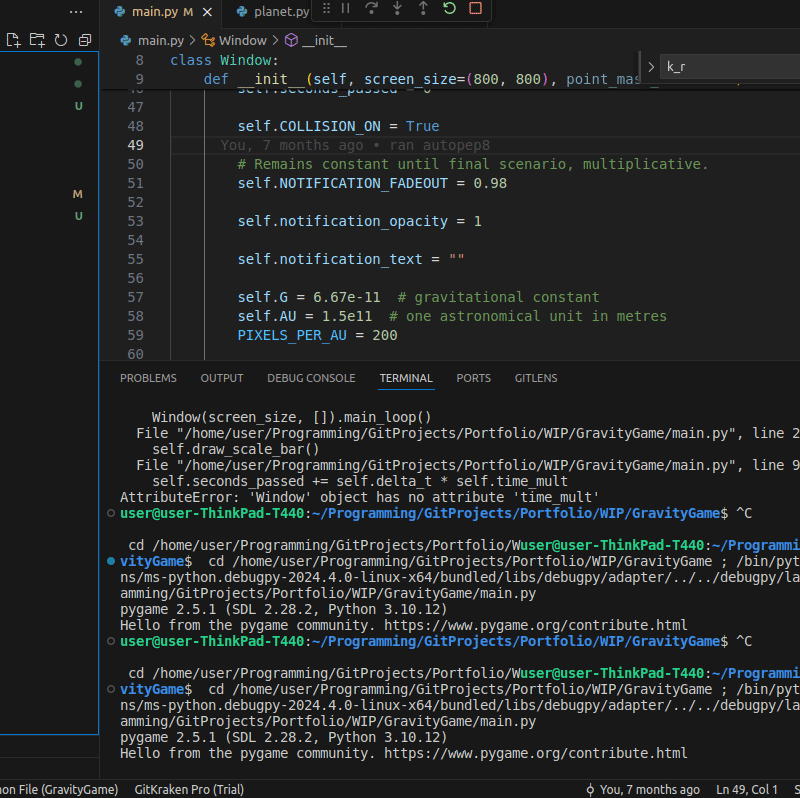 main.py M
planet.py
main.py > Window > __init__
8 class Window:
9 def __init__(self, screen_size=(800, 800), point_mas
k_r
self.seconds_passed = 0
47
48 self.COLLISION_ON = True
49 You, 7 months ago • ran autopep8
50 # Remains constant until final scenario, multiplicative.
51 self.NOTIFICATION_FADEOUT = 0.98
52
53 self.notification_opacity = 1
54
55 self.notification_text = ""
56
57 self.G = 6.67e-11  # gravitational constant
58 self.AU = 1.5e11  # one astronomical unit in metres
59 PIXELS_PER_AU = 200
60
U
M
U
PROBLEMS OUTPUT DEBUG CONSOLE TERMINAL PORTS GITLENS
Window(screen_size, []).main_loop()
File "/home/user/Programming/GitProjects/Portfolio/WIP/GravityGame/main.py", line 2
self.draw_scale_bar()
File "/home/user/Programming/GitProjects/Portfolio/WIP/GravityGame/main.py", line 9
self.seconds_passed += self.delta_t * self.time_mult
AttributeError: 'Window' object has no attribute 'time_mult'
user@user-ThinkPad-T440:~/Programming/GitProjects/Portfolio/WIP/GravityGame$ ^C
cd /home/user/Programming/GitProjects/Portfolio/Wuser@user-ThinkPad-T440:~/Programmi
vityGame$  cd /home/user/Programming/GitProjects/Portfolio/WIP/GravityGame ; /bin/pyt
ns/ms-python.debugpy-2024.4.0-linux-x64/bundled/libs/debugpy/adapter/../../debugpy/la
amming/GitProjects/Portfolio/WIP/GravityGame/main.py
pygame 2.5.1 (SDL 2.28.2, Python 3.10.12)
Hello from the pygame community. https://www.pygame.org/contribute.html
user@user-ThinkPad-T440:~/Programming/GitProjects/Portfolio/WIP/GravityGame$ ^C
cd /home/user/Programming/GitProjects/Portfolio/Wuser@user-ThinkPad-T440:~/Programmi
vityGame$  cd /home/user/Programming/GitProjects/Portfolio/WIP/GravityGame ; /bin/pyt
ns/ms-python.debugpy-2024.4.0-linux-x64/bundled/libs/debugpy/adapter/../../debugpy/la
amming/GitProjects/Portfolio/WIP/GravityGame/main.py
pygame 2.5.1 (SDL 2.28.2, Python 3.10.12)
Hello from the pygame community. https://www.pygame.org/contribute.html
on File (GravityGame) GitKraken Pro (Trial) You, 7 months ago Ln 49, Col 1 S